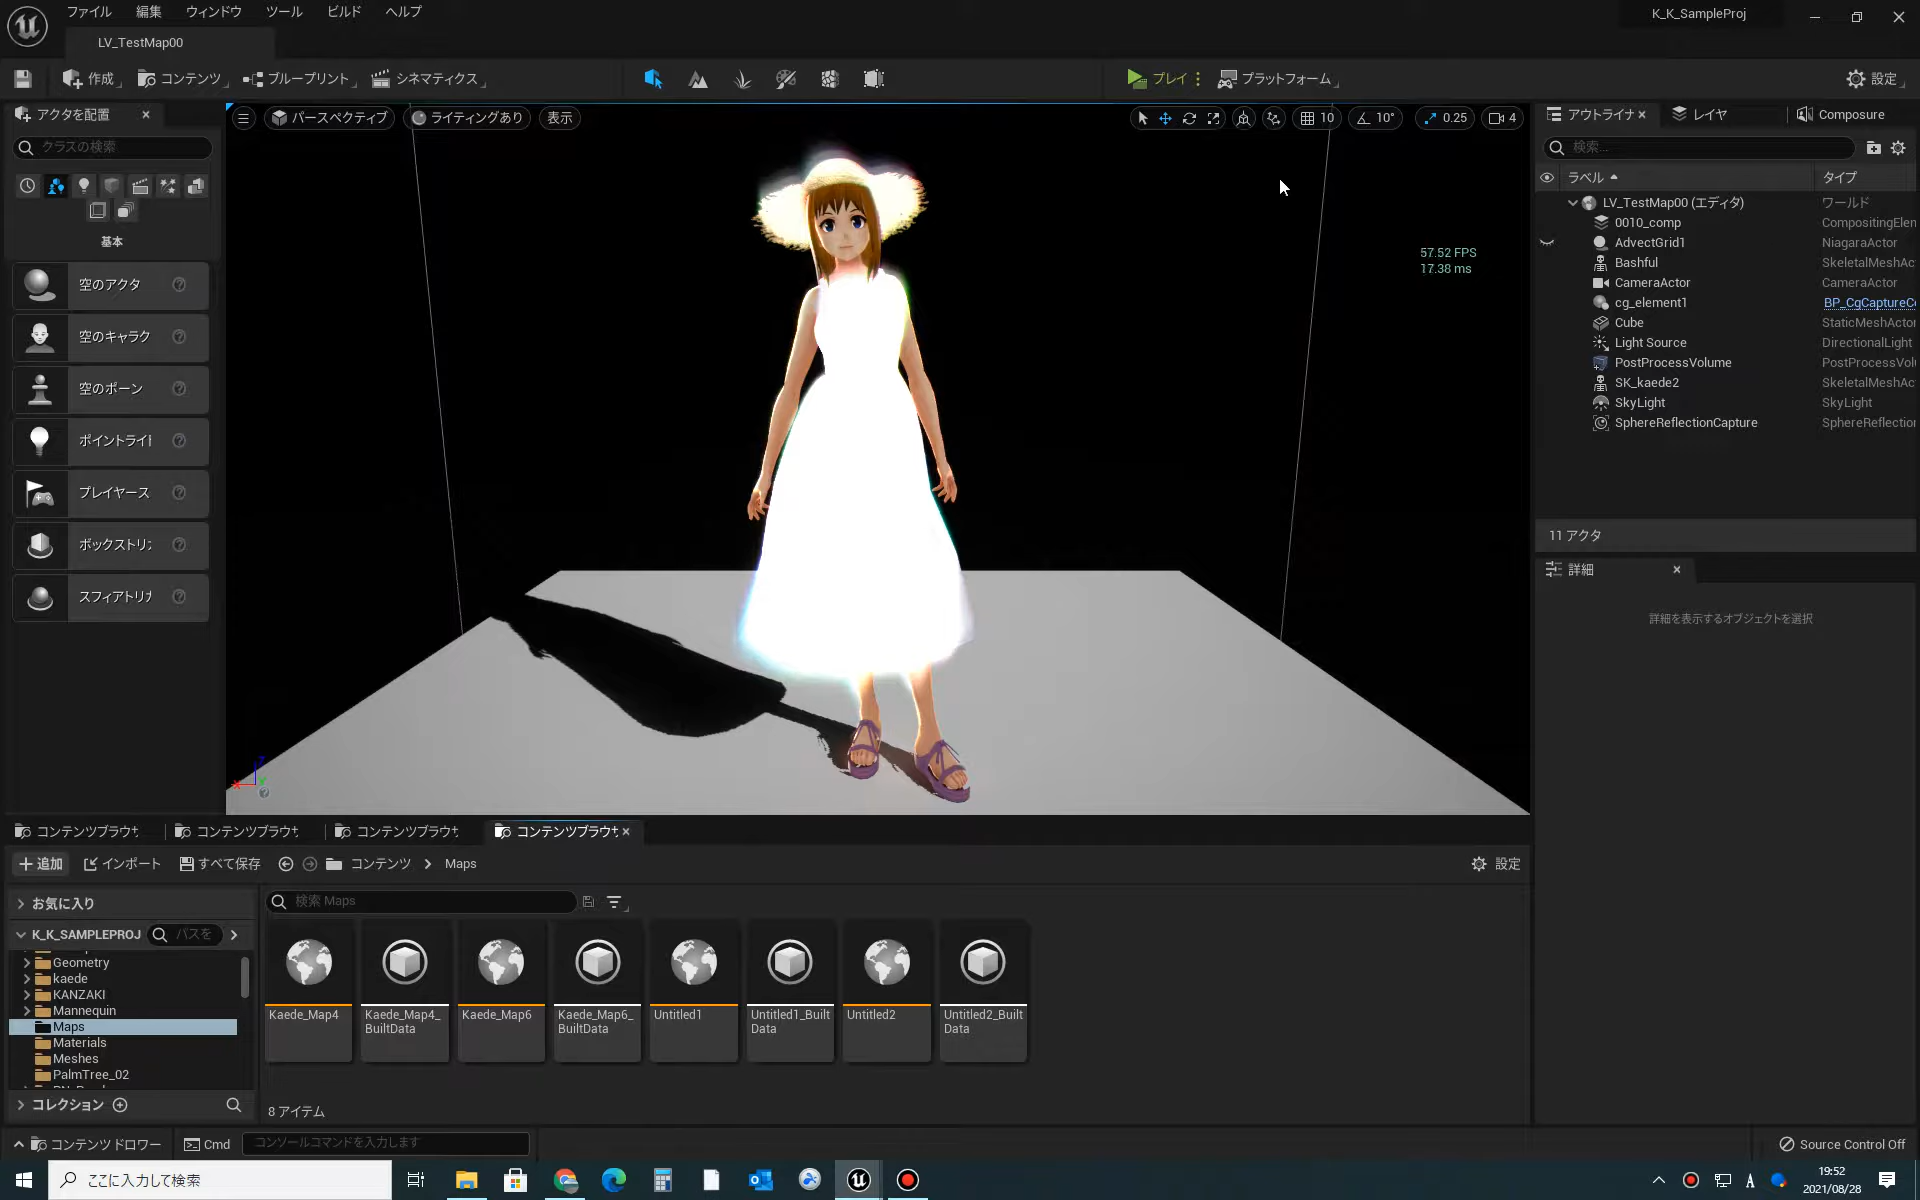 ファイル 編集 ウィンドウ ツール ビルド ヘルプ
K_K_SampleProj
LV_TestMap00
作成 コンテンツ ブループリント シネマティクス プレイ プラットフォーム 設定
アクタを配置
クラスの検索
基本
空のアクタ
空のキャラク
空のポーン
ポイントライト
プレイヤース
ボックストリガ
スフィアトリガ
パースペクティブ ライティングあり 表示
10 10° 0.25 4
57.52 FPS
17.38 ms
アウトライナ レイヤ Composure
検索...
ラベル タイプ
LV_TestMap00 (エディタ) ワールド
0010_comp CompositingElem
AdvectGrid1 NiagaraActor
Bashful SkeletalMeshAc
CameraActor CameraActor
cg_element1 BP_CgCaptureCo
Cube StaticMeshActor
Light Source DirectionalLight
PostProcessVolume PostProcessVolu
SK_kaede2 SkeletalMeshAc
SkyLight SkyLight
SphereReflectionCapture SphereReflection
11 アクタ
詳細
詳細を表示するオブジェクトを選択
コンテンツブラウザ コンテンツブラウザ コンテンツブラウザ コンテンツブラウザ
追加 インポート すべて保存 コンテンツ Maps 設定
お気に入り
K_K_SAMPLEPROJ パスを
Geometry
kaede
KANZAKI
Mannequin
Maps
Materials
Meshes
PalmTree_02
コレクション
検索 Maps
Kaede_Map4
Kaede_Map4_
BuiltData
Kaede_Map6
Kaede_Map6_
BuiltData
Untitled1
Untitled1_Built
Data
Untitled2
Untitled2_Built
Data
8 アイテム
コンテンツ ドロワー Cmd コンソールコマンドを入力します Source Control Off
ここに入力して検索
A
19:52
2021/08/28